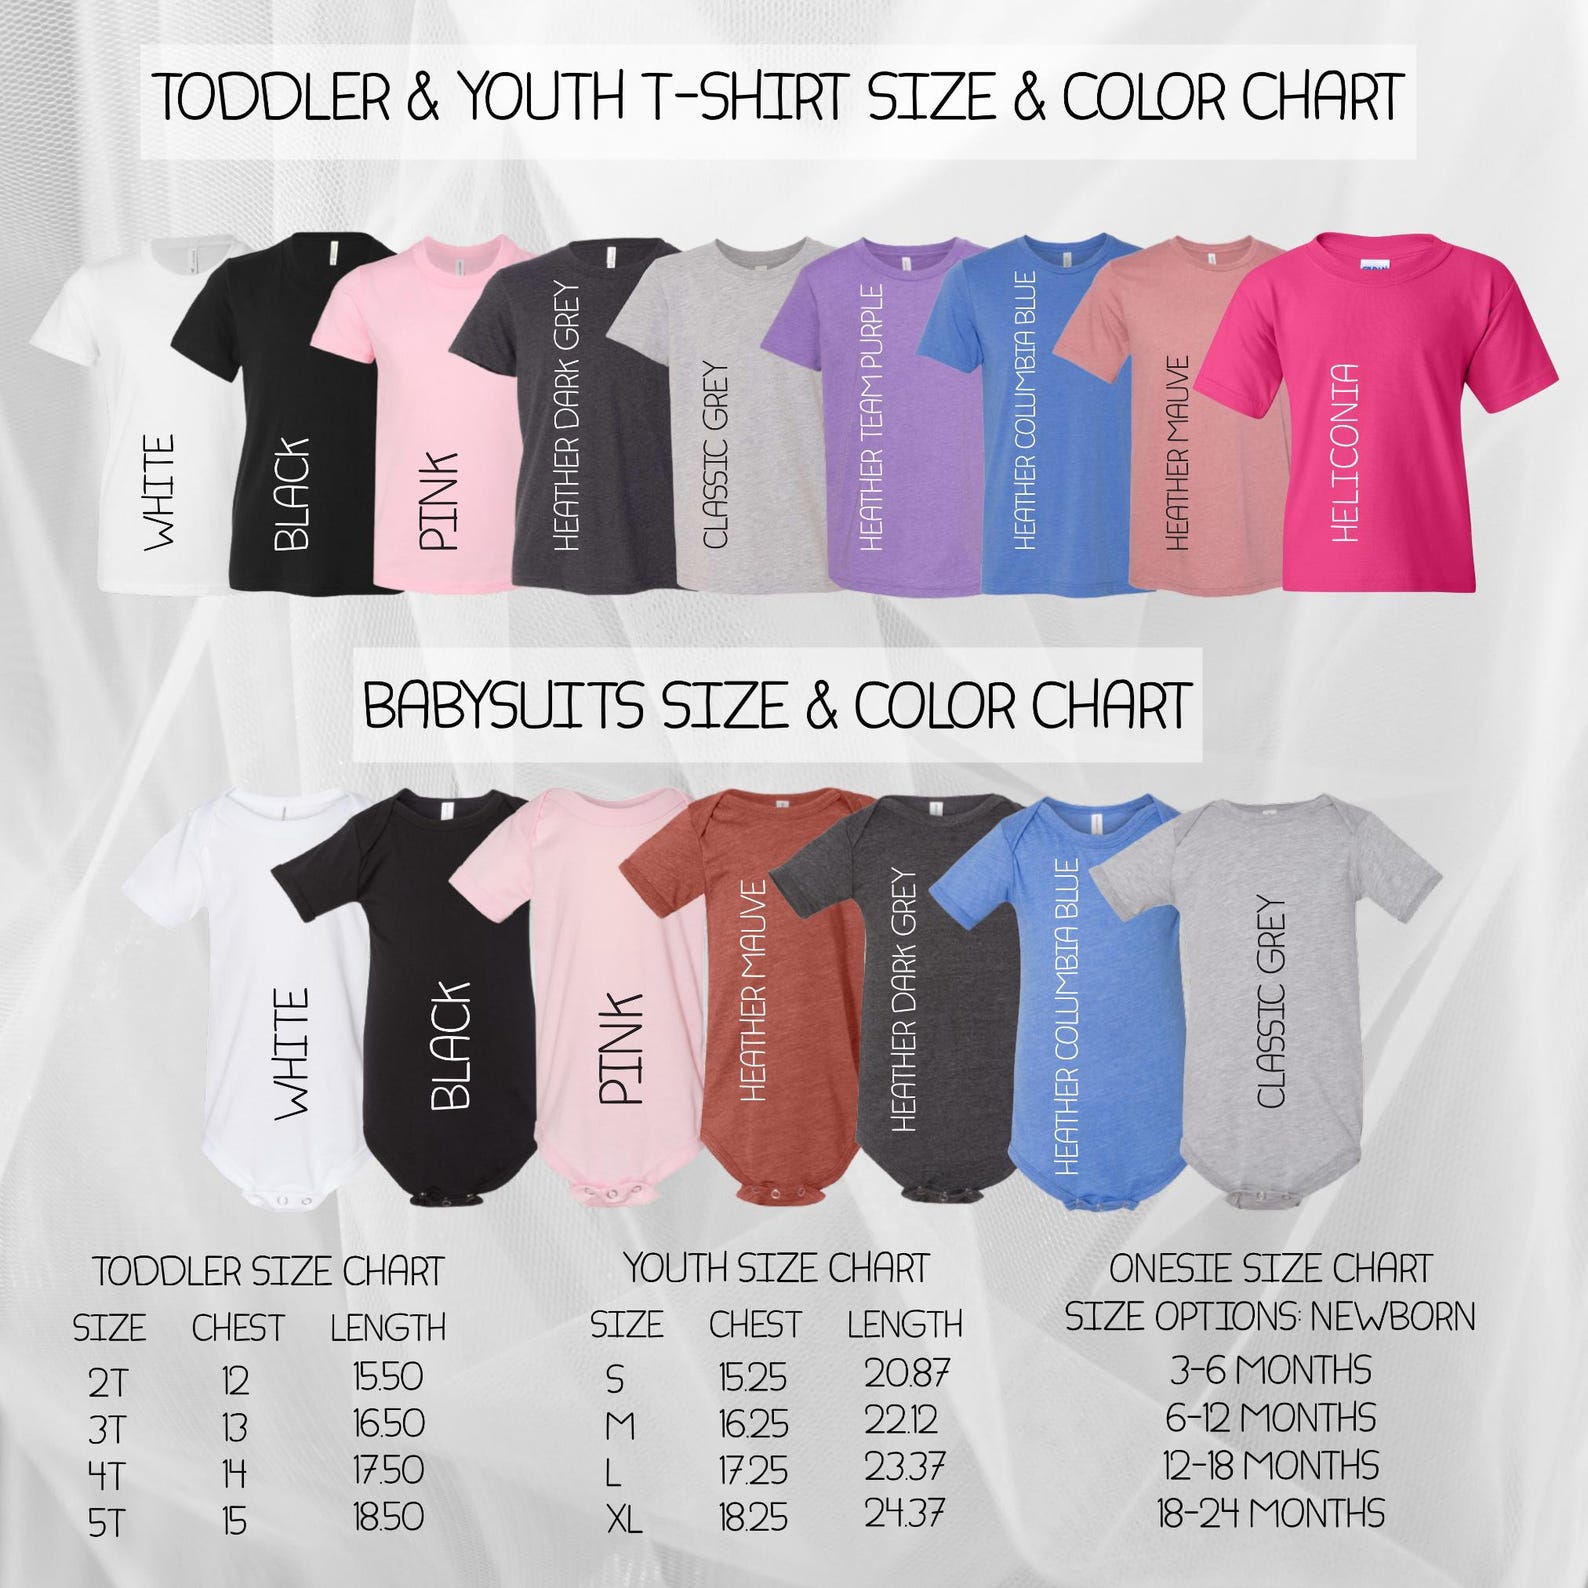 TODDLER & YOUTH T-SHIRT SIZE & COLOR CHART
WHITE
BLACK
PINK
HEATHER DARK GREY
CLASSIC GREY
HEATHER TEAM PURPLE
HEATHER COLUMBIA BLUE
HEATHER MAUVE
HELICONIA
BABYSUITS SIZE & COLOR CHART
WHITE
BLACK
PINK
HEATHER MAUVE
HEATHER DARK GREY
HEATHER COLUMBIA BLUE
CLASSIC GREY
TODDLER SIZE CHART
SIZE CHEST LENGTH
2T 12 15.50
3T 13 16.50
4T 14 17.50
5T 15 18.50
YOUTH SIZE CHART
SIZE CHEST LENGTH
S 15.25 20.87
M 16.25 22.12
L 17.25 23.37
XL 18.25 24.37
ONESIE SIZE CHART
SIZE OPTIONS: NEWBORN
3-6 MONTHS
6-12 MONTHS
12-18 MONTHS
18-24 MONTHS